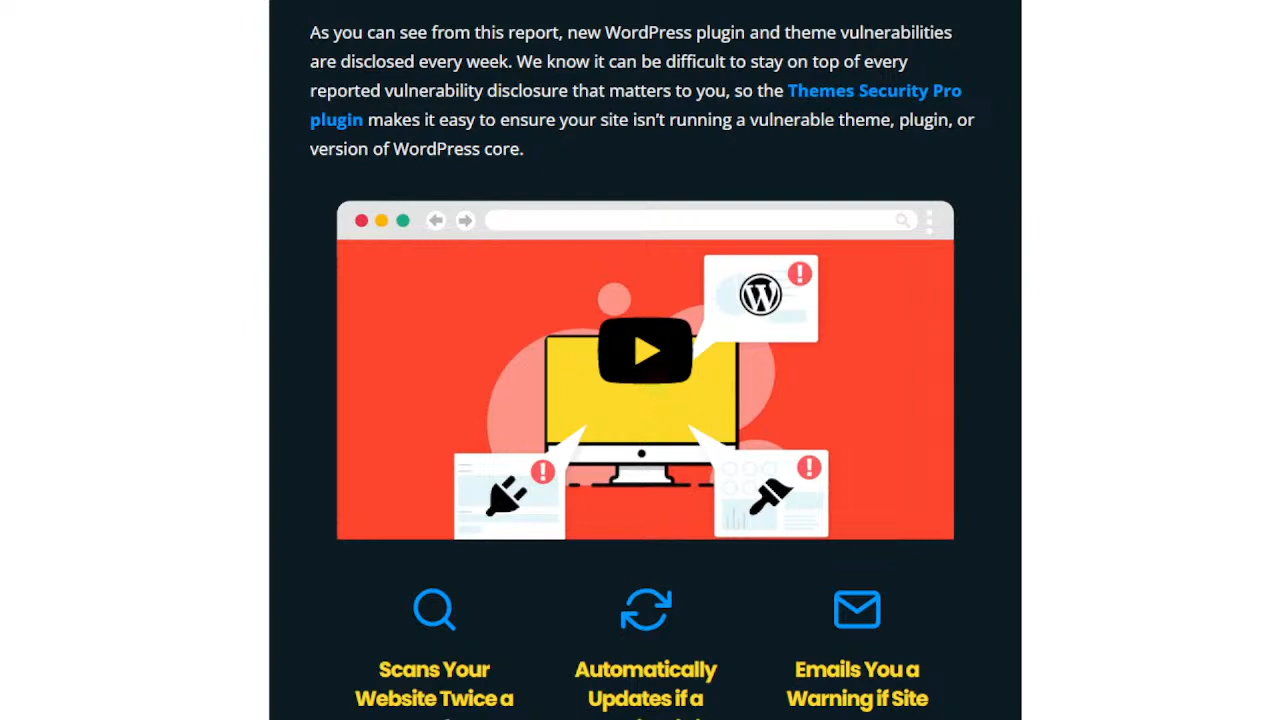 As you can see from this report, new WordPress plugin and theme vulnerabilities
are disclosed every week. We know it can be difficult to stay on top of every
reported vulnerability disclosure that matters to you, so the Themes Security Pro
plugin makes it easy to ensure your site isn’t running a vulnerable theme, plugin, or
version of WordPress core.
Scans Your
Website Twice a
Automatically
Updates if a
Emails You a
Warning if Site